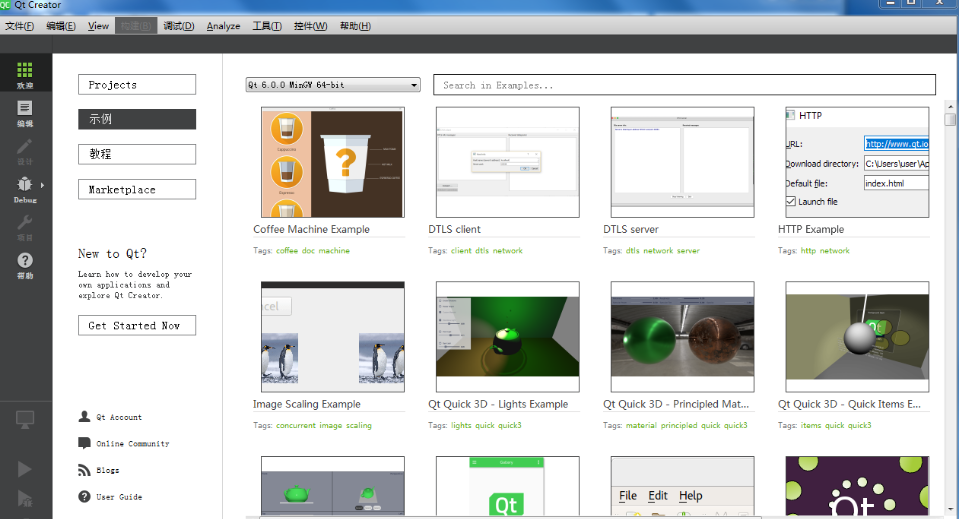 Qt Creator
文件(F) 编辑(E) View 构建(B) 调试(D) Analyze 工具(T) 控件(W) 帮助(H)
欢迎
编辑
设计
Debug
项目
帮助
Projects
示例
教程
Marketplace
New to Qt?
Learn how to develop your
own applications and
explore Qt Creator.
Get Started Now
Qt Account
Online Community
Blogs
User Guide
Qt 6.0.0 MinGW 64-bit
Search in Examples...
HTTP
URL: http://www.qt.io
Download directory: C:\Users\user\Ap
Default file: index.html
Launch file
Coffee Machine Example
Tags: coffee doc machine
DTLS client
Tags: client dtls network
DTLS server
Tags: dtls network server
HTTP Example
Tags: http network
cel
Image Scaling Example
Tags: concurrent image scaling
Qt Quick 3D - Lights Example
Tags: lights quick quick3
Qt Quick 3D - Principled Mat...
Tags: material principled quick quick3
Qt
Qt Quick 3D - Quick Items E...
Tags: items quick quick3
Qt
File Edit Help
Qt